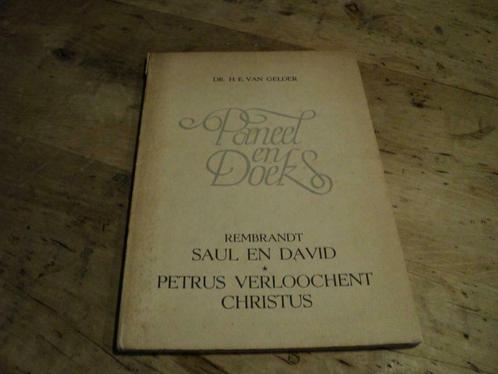 DR. H. E. VAN GELDER
Paneel
en
Doek
REMBRANDT
SAUL EN DAVID
*
PETRUS VERLOOCHENT
CHRISTUS